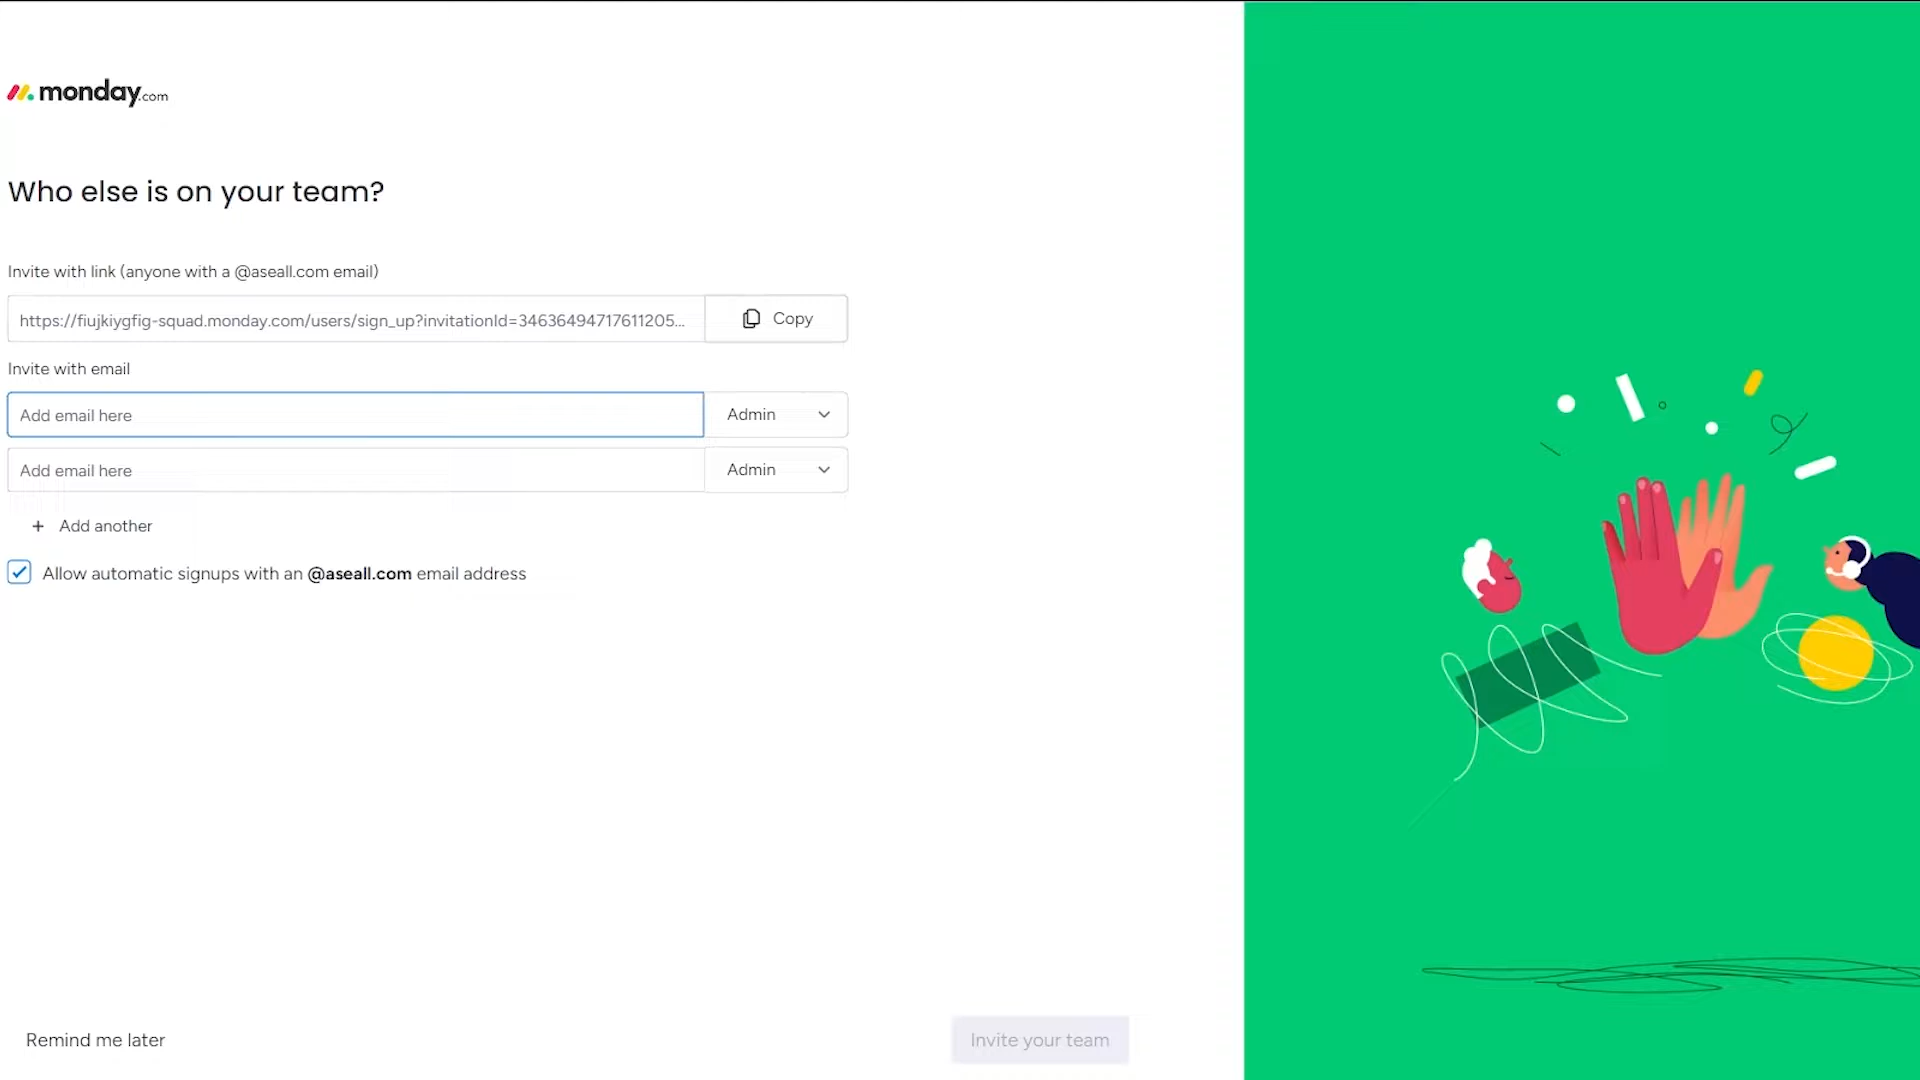 monday.com
Who else is on your team?
Invite with link (anyone with a @aseall.com email)
https://fiujkiygfig-squad.monday.com/users/sign_up?invitationId=34636494717611205...
Copy
Invite with email
Add email here
Admin
Add email here
Admin
+ Add another
Allow automatic signups with an @aseall.com email address
Remind me later
Invite your team